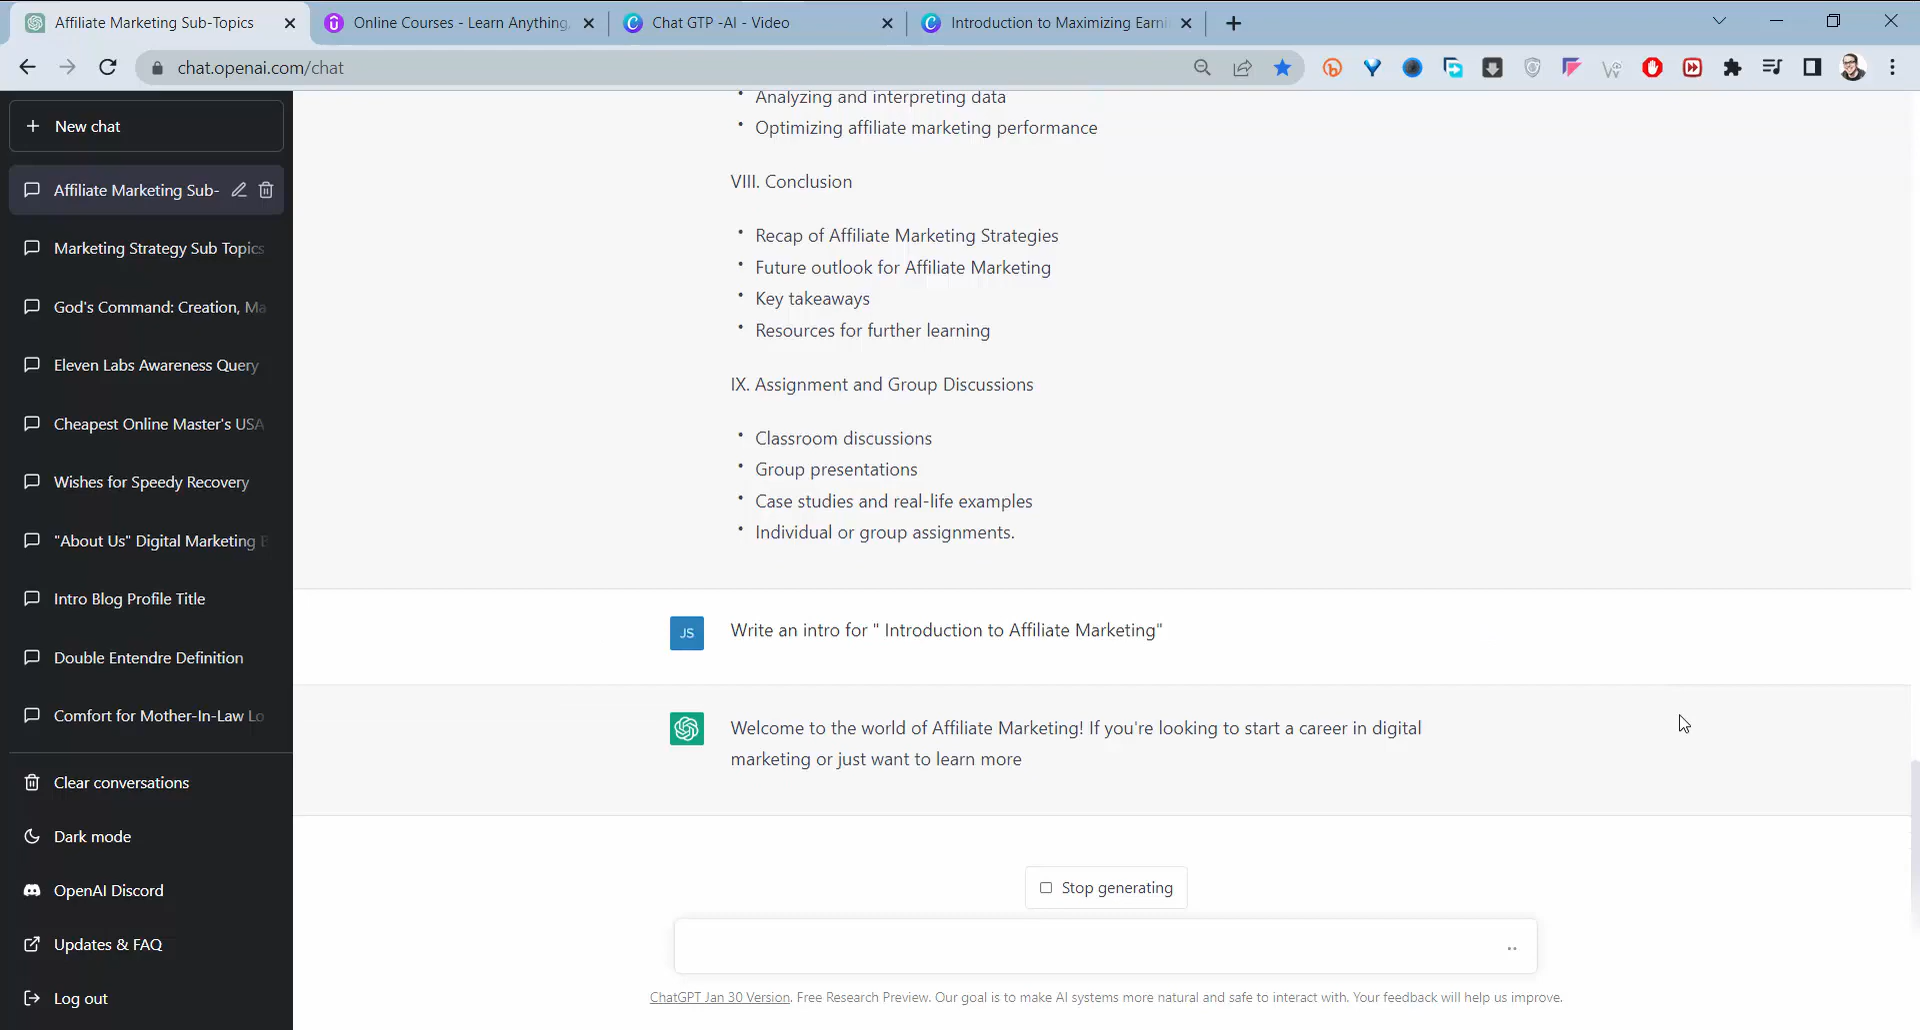 Affiliate Marketing Sub-Topics
Online Courses - Learn Anything,
Chat GTP -AI - Video
Introduction to Maximizing Earni
chat.openai.com/chat
New chat
Affiliate Marketing Sub-
Marketing Strategy Sub Topics
God's Command: Creation, Ma
Eleven Labs Awareness Query
Cheapest Online Master's USA
Wishes for Speedy Recovery
"About Us" Digital Marketing B
Intro Blog Profile Title
Double Entendre Definition
Comfort for Mother-In-Law Lo
Clear conversations
Dark mode
OpenAI Discord
Updates & FAQ
Log out
• Analyzing and interpreting data
• Optimizing affiliate marketing performance
VIII. Conclusion
• Recap of Affiliate Marketing Strategies
• Future outlook for Affiliate Marketing
• Key takeaways
• Resources for further learning
IX. Assignment and Group Discussions
• Classroom discussions
• Group presentations
• Case studies and real-life examples
• Individual or group assignments.
JS
Write an intro for " Introduction to Affiliate Marketing"
Welcome to the world of Affiliate Marketing! If you're looking to start a career in digital
marketing or just want to learn more
Stop generating
ChatGPT Jan 30 Version. Free Research Preview. Our goal is to make AI systems more natural and safe to interact with. Your feedback will help us improve.